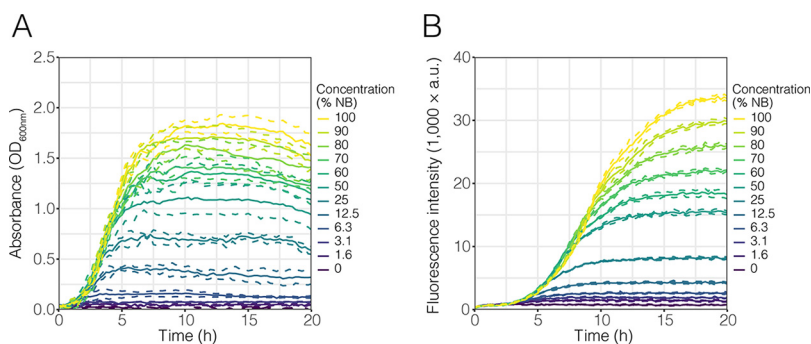 A
Absorbance (OD600nm)
2.5
2.0
1.5
1.0
0.5
0.0
0 5 10 15 20
Time (h)
Concentration
(% NB)
100
90
80
70
60
50
25
12.5
6.3
3.1
1.6
0
B
Fluorescence intensity (1,000 × a.u.)
40
30
20
10
0
0 5 10 15 20
Time (h)
Concentration
(% NB)
100
90
80
70
60
50
25
12.5
6.3
3.1
1.6
0